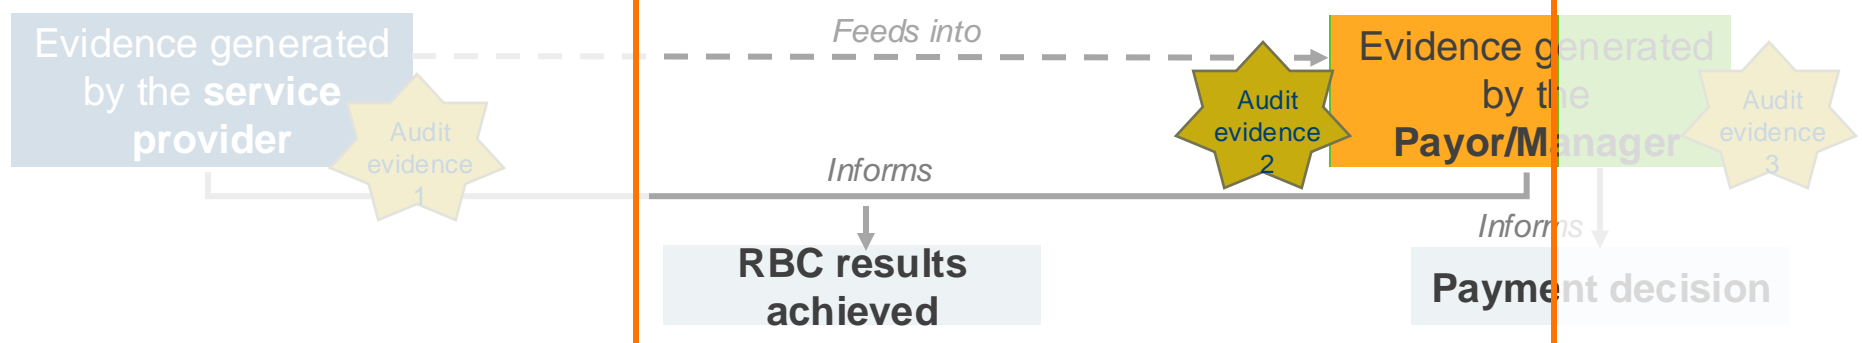 Evidence generated
by the service
provider
Audit
evidence
1
Feeds into
Audit
evidence
2
Evidence generated
by the
Payor/Manager
Audit
evidence
3
Informs
Informs
RBC results
achieved
Payment decision